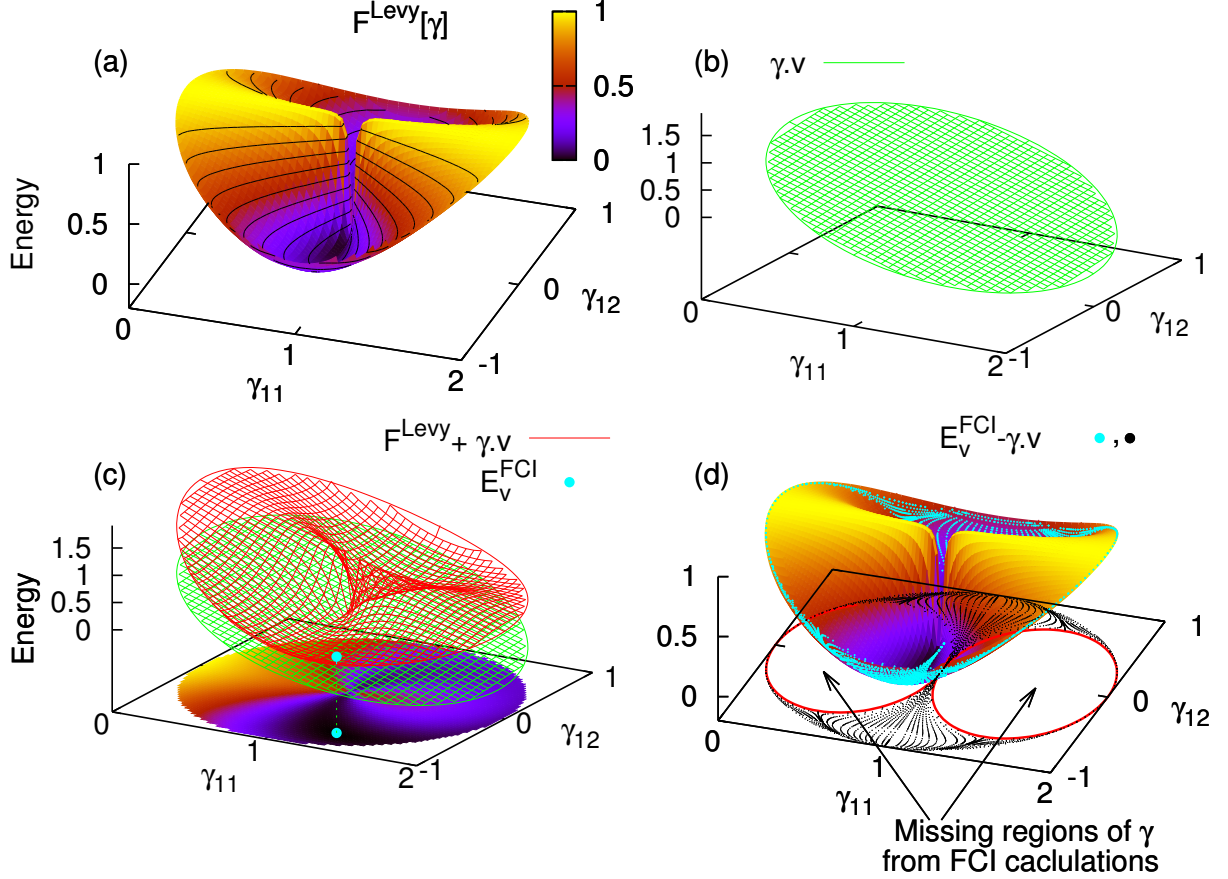 F^Levy[γ]
(a)
1
0.5
0
Energy
1
0.5
0
0
1
2
γ₁₁
-1
0
1
γ₁₂
(b)
γ.v
1.5
1
0.5
0
0
1
2
γ₁₁
-1
0
1
γ₁₂
F^Levy + γ.v
E_v^FCI
(c)
Energy
1.5
1
0.5
0
0
1
2
γ₁₁
-1
0
1
γ₁₂
E_v^FCI-γ.v
,
(d)
1
0.5
0
0
1
2
γ₁₁
-1
0
1
γ₁₂
Missing regions of γ
from FCI caclulations